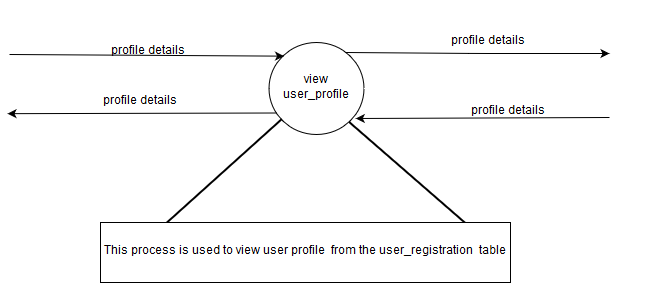 profile details
profile details
view
user_profile
profile details
profile details
This process is used to view user profile from the user_registration table